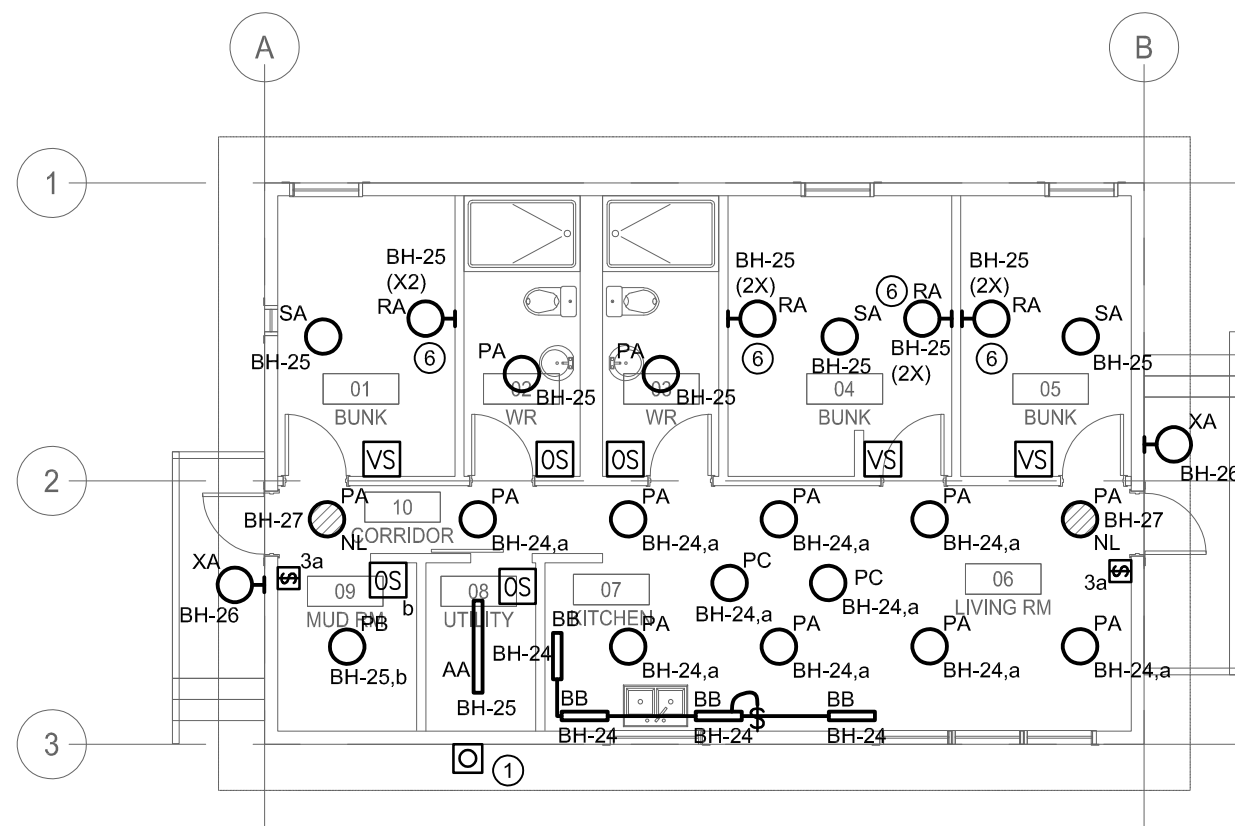 A
B
1
BH-25
(X2)
RA
6
SA
BH-25
01
BUNK
VS
PA
BH-25
02
WR
OS
PA
BH-25
03
WR
OS
BH-25
(2X)
RA
6
SA
BH-25
04
BUNK
VS
6
RA
BH-25
(2X)
BH-25
(2X)
RA
6
SA
BH-25
05
BUNK
VS
XA
BH-26
2
PA
BH-27
NL
10
CORRIDOR
PA
BH-24,a
PA
BH-24,a
PA
BH-24,a
PA
BH-24,a
PA
BH-27
NL
XA
BH-26
$
3a
09
MUD RM
OS
b
PB
BH-25,b
08
UTILITY
OS
AA
BH-25
07
KITCHEN
PC
BH-24,a
PC
BH-24,a
06
LIVING RM
3a
$
BB
BH-24
PA
BH-24,a
PA
BH-24,a
PA
BH-24,a
PA
BH-24,a
BB
BH-24
BB
BH-24
$
BB
BH-24
3
1